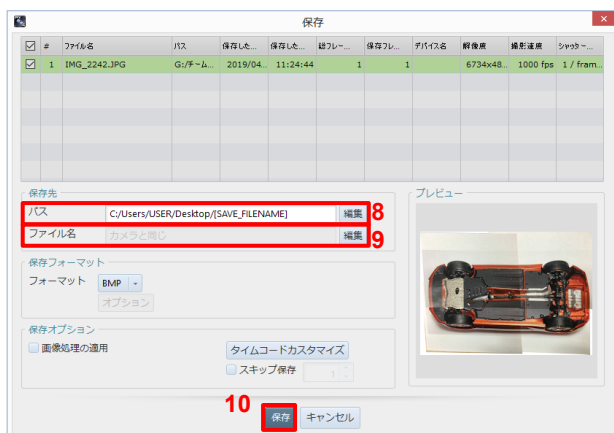 保存
# ファイル名 パス 保存した... 保存した... 総フレー... 保存フレ... デバイス名 解像度 撮影速度 シャッター...
1 IMG_2242.JPG G:/チーム... 2019/04... 11:24:44 1 1 6734x48... 1000 fps 1 / fram...
保存先
パス C:/Users/USER/Desktop/[SAVE_FILENAME] 編集 8
ファイル名 カメラと同じ 編集 9
プレビュー
保存フォーマット
フォーマット BMP
オプション
保存オプション
画像処理の適用 タイムコードカスタマイズ
スキップ保存 1
10 保存 キャンセル